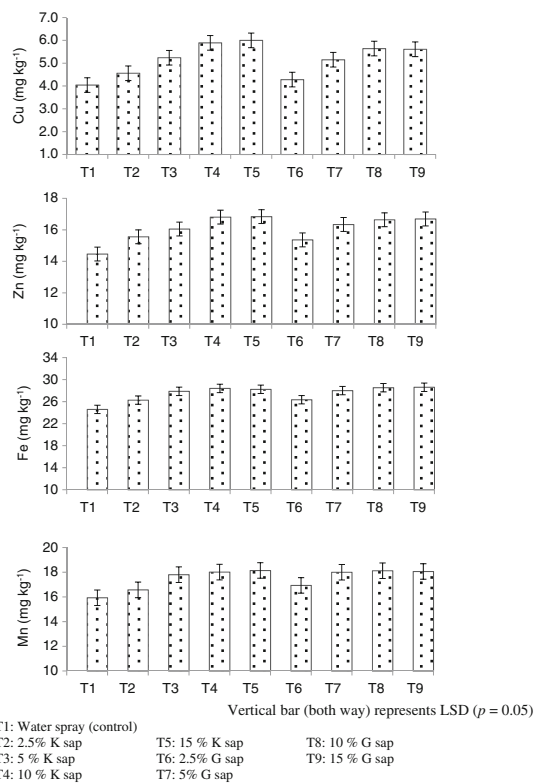 7.0
6.0
5.0
4.0
3.0
2.0
1.0
Cu (mg kg⁻¹)
T1 T2 T3 T4 T5 T6 T7 T8 T9
18
16
14
12
10
Zn (mg kg⁻¹)
T1 T2 T3 T4 T5 T6 T7 T8 T9
34
30
26
22
18
14
10
Fe (mg kg⁻¹)
T1 T2 T3 T4 T5 T6 T7 T8 T9
20
18
16
14
12
10
Mn (mg kg⁻¹)
T1 T2 T3 T4 T5 T6 T7 T8 T9
Vertical bar (both way) represents LSD (p = 0.05)
T1: Water spray (control)
T2: 2.5% K sap T5: 15 % K sap T8: 10 % G sap
T3: 5 % K sap T6: 2.5% G sap T9: 15 % G sap
T4: 10 % K sap T7: 5% G sap